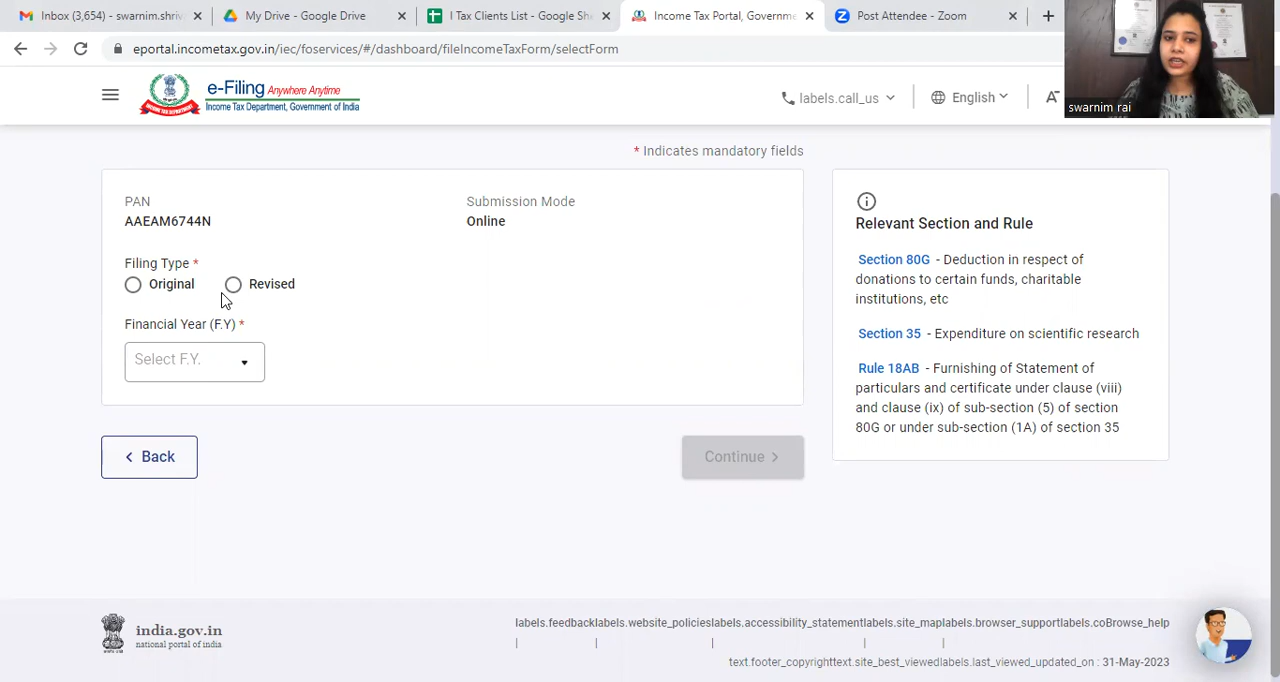 Inbox (3,654) - swarnim.shriv
My Drive - Google Drive
I Tax Clients List - Google She
Income Tax Portal, Governme
Post Attendee - Zoom
eportal.incometax.gov.in/iec/foservices/#/dashboard/fileIncomeTaxForm/selectForm
swarnim rai
e-Filing Anywhere Anytime
Income Tax Department, Government of India
labels.call_us
English
A-
* Indicates mandatory fields
PAN
AAEAM6744N
Submission Mode
Online
Filing Type *
Original
Revised
Financial Year (F.Y) *
Select F.Y.
Relevant Section and Rule
Section 80G - Deduction in respect of
donations to certain funds, charitable
institutions, etc
Section 35 - Expenditure on scientific research
Rule 18AB - Furnishing of Statement of
particulars and certificate under clause (viii)
and clause (ix) of sub-section (5) of section
80G or under sub-section (1A) of section 35
Back
Continue
india.gov.in
national portal of india
labels.feedbacklabels.website_policieslabels.accessibility_statementlabels.site_maplabels.browser_supportlabels.coBrowse_help
text.footer_copyrighttext.site_best_viewedlabels.last_viewed_updated_on : 31-May-2023